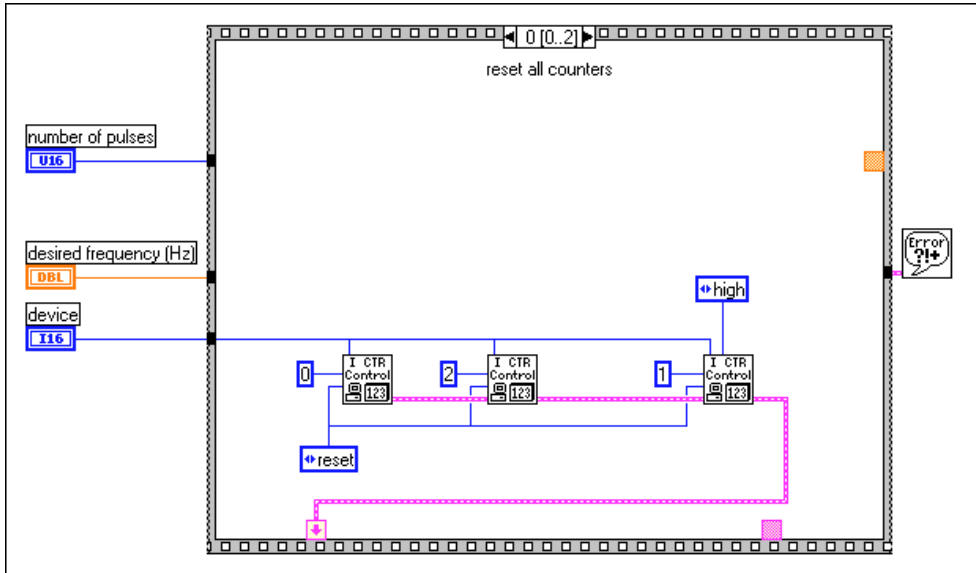 0 [0..2]
reset all counters
number of pulses
U16
desired frequency (Hz)
DBL
device
I16
Error
?!+
high
0
I CTR
Control
123
2
I CTR
Control
123
1
I CTR
Control
123
reset